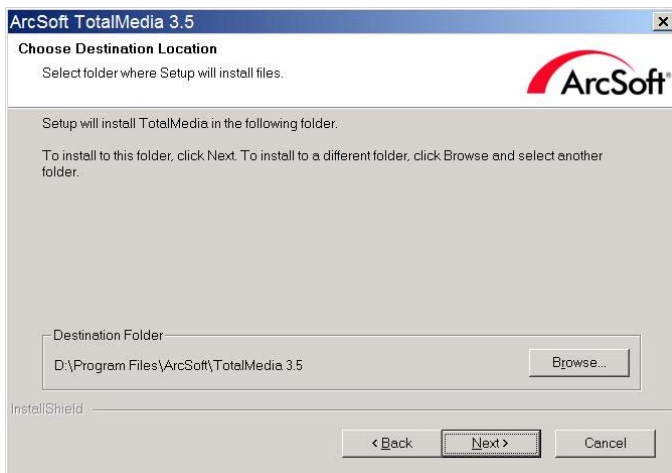 ArcSoft TotalMedia 3.5
Choose Destination Location
Select folder where Setup will install files.
ArcSoft®
Setup will install TotalMedia in the following folder.
To install to this folder, click Next. To install to a different folder, click Browse and select another
folder.
Destination Folder
D:\Program Files\ArcSoft\TotalMedia 3.5
Browse...
InstallShield
< Back
Next >
Cancel